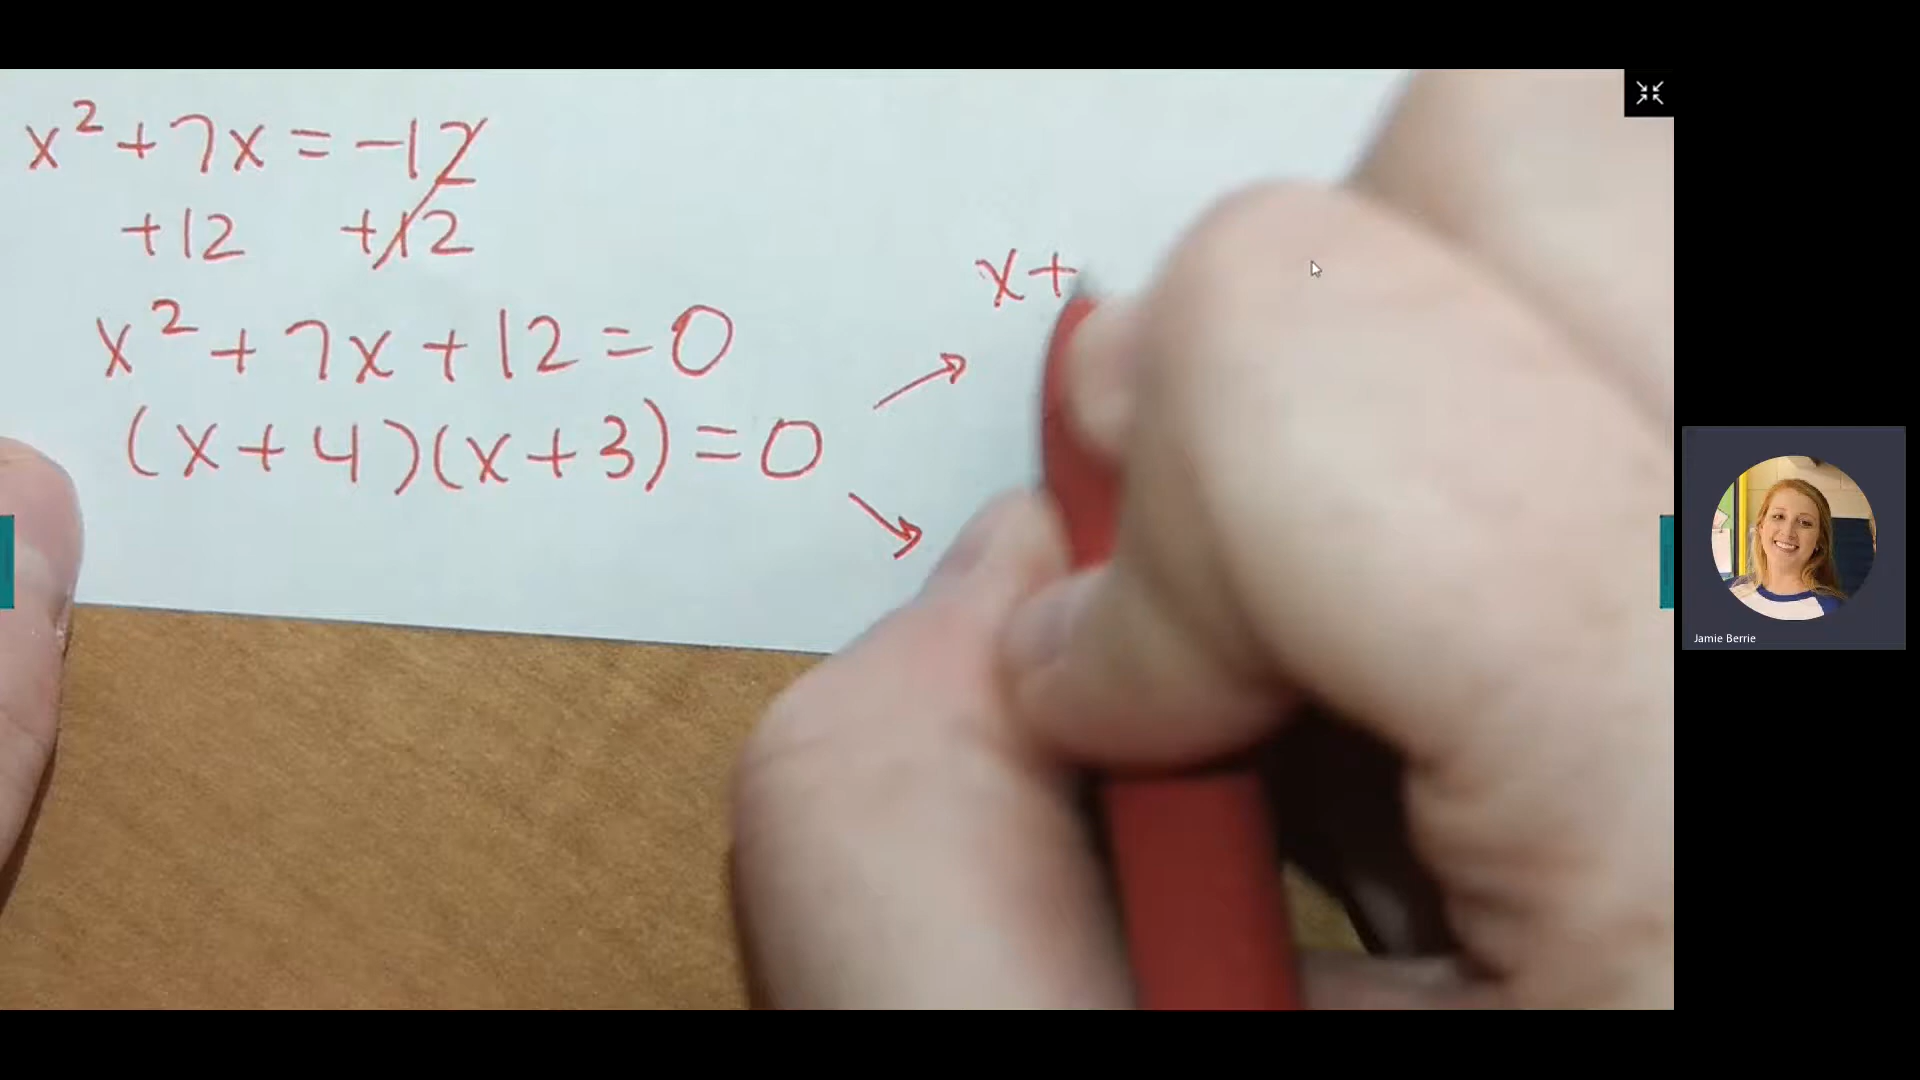 x² + 7x = -12
+12 +12
x² + 7x + 12 = 0
(x + 4)(x + 3) = 0
x +
Jamie Berrie